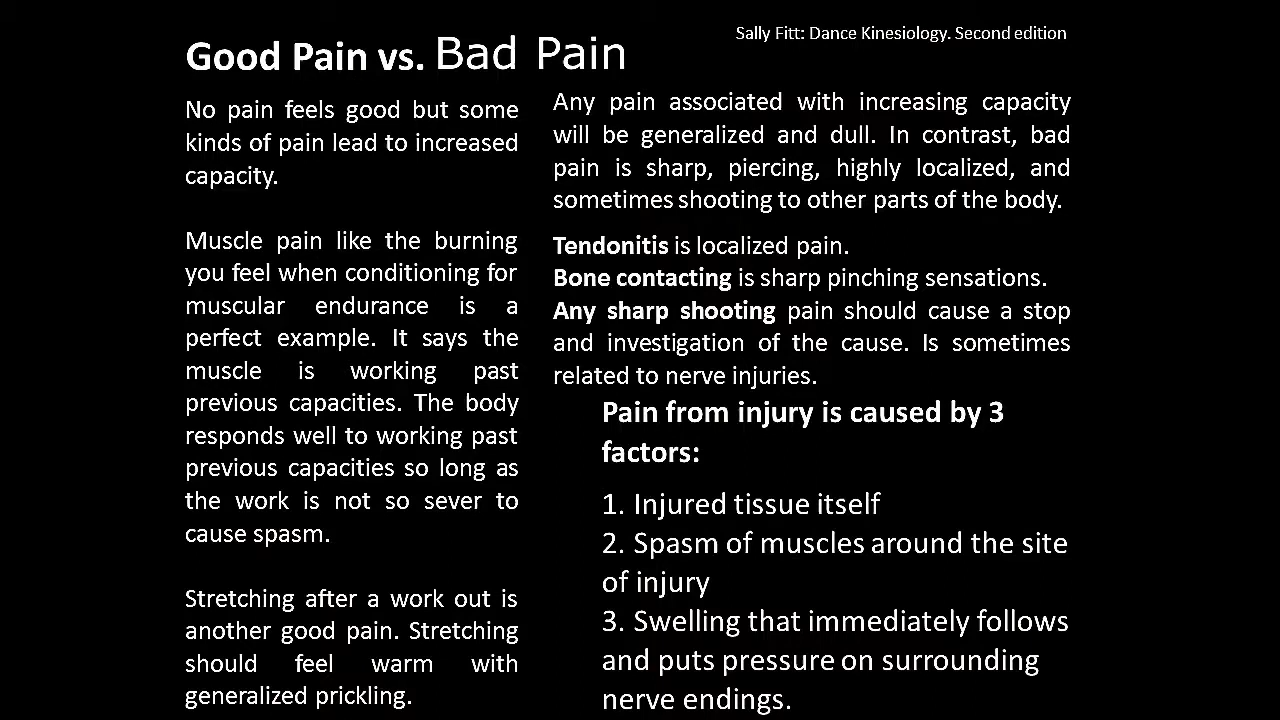 Sally Fitt: Dance Kinesiology. Second edition
Good Pain vs. Bad Pain
No pain feels good but some
kinds of pain lead to increased
capacity.
Muscle pain like the burning
you feel when conditioning for
muscular endurance is a
perfect example. It says the
muscle is working past
previous capacities. The body
responds well to working past
previous capacities so long as
the work is not so sever to
cause spasm.
Stretching after a work out is
another good pain. Stretching
should feel warm with
generalized prickling.
Any pain associated with increasing capacity
will be generalized and dull. In contrast, bad
pain is sharp, piercing, highly localized, and
sometimes shooting to other parts of the body.
Tendonitis is localized pain.
Bone contacting is sharp pinching sensations.
Any sharp shooting pain should cause a stop
and investigation of the cause. Is sometimes
related to nerve injuries.
Pain from injury is caused by 3
factors:
1. Injured tissue itself
2. Spasm of muscles around the site
of injury
3. Swelling that immediately follows
and puts pressure on surrounding
nerve endings.